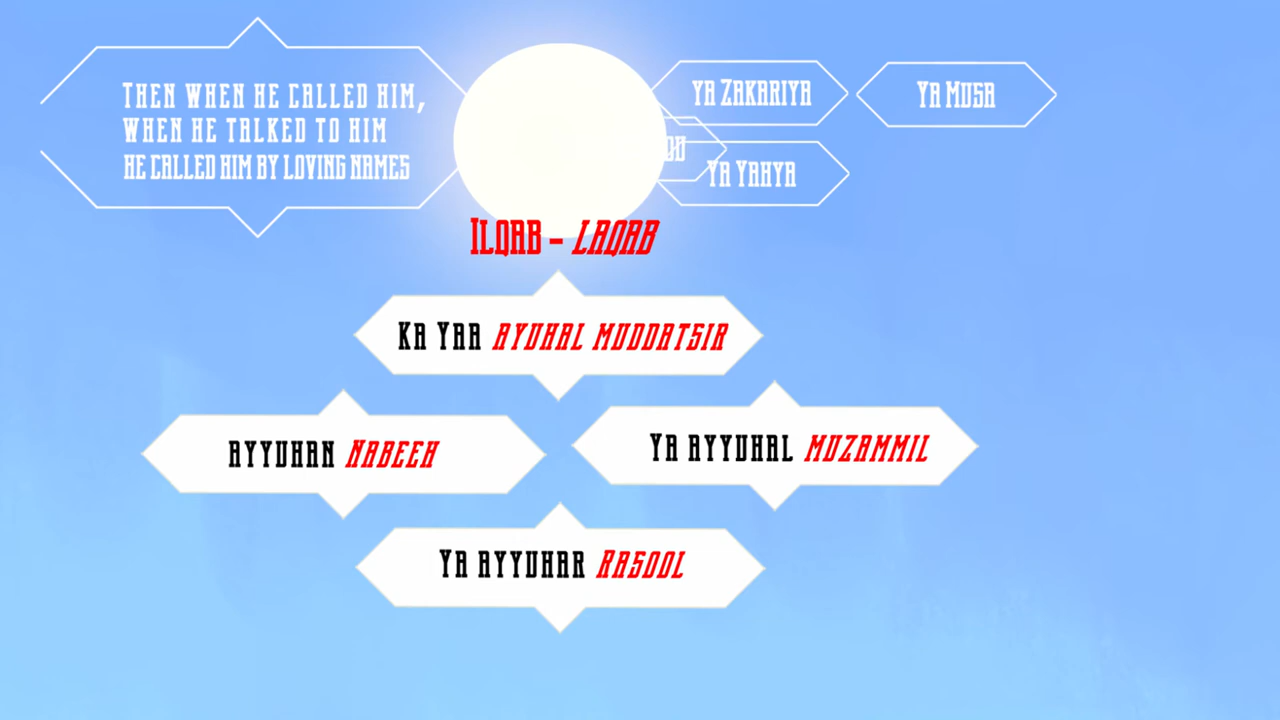 THEN WHEN HE CALLED HIM,
WHEN HE TALKED TO HIM
HE CALLED HIM BY LOVING NAMES
YA ZAKARIYA
YA MUSA
YA YAHYA
ILQAB - LAQAB
KA YAA AYUHAL MUDDATSIR
AYYUHAN NABEEH
YA AYYUHAL MUZAMMIL
YA AYYUHAR RASOOL